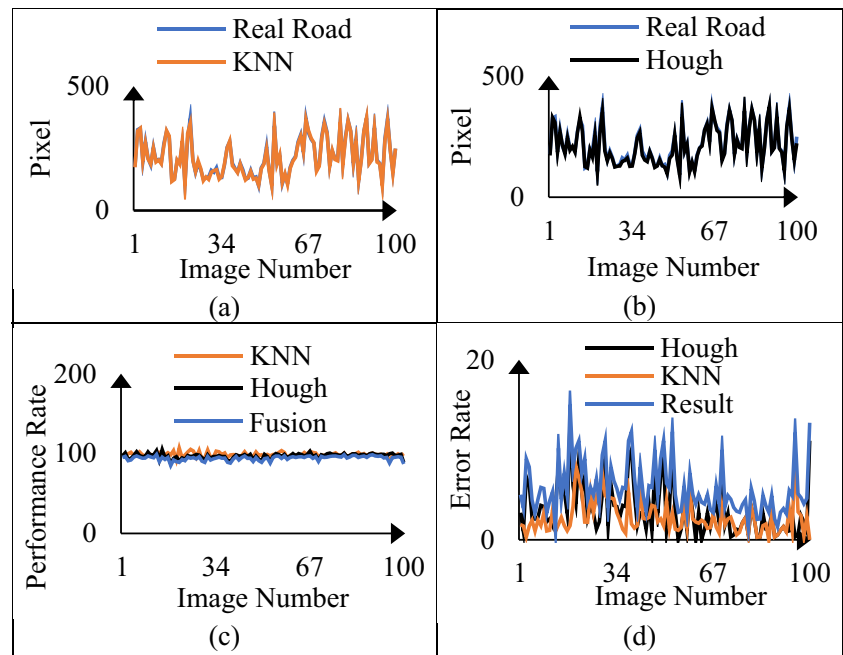 Real Road
KNN
500
Pixel
0
1 34 67 100
Image Number
(a)
Real Road
Hough
500
Pixel
0
1 34 67 100
Image Number
(b)
KNN
Hough
Fusion
200
Performance Rate
100
0
1 34 67 100
Image Number
(c)
Hough
KNN
Result
20
Error Rate
0
1 34 67 100
Image Number
(d)